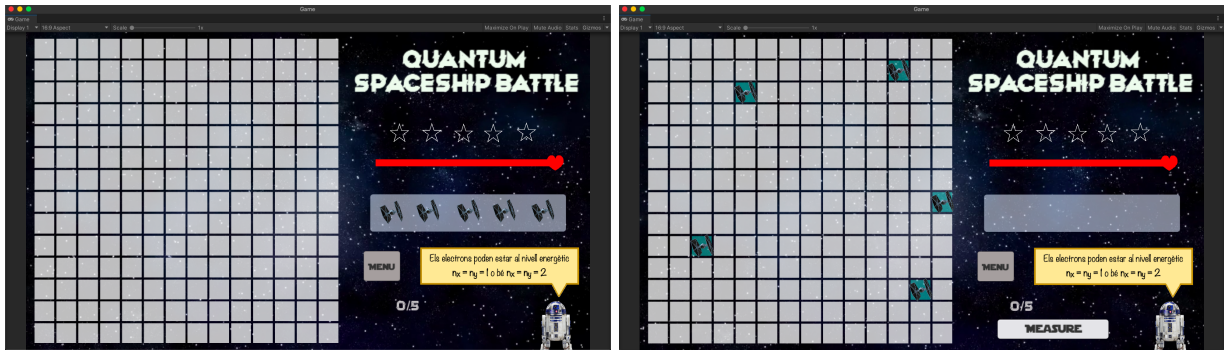 Game
Game
Display 1
16:9 Aspect
Scale
1x
Maximize On Play
Mute Audio
Stats
Gizmos
QUANTUM
SPACESHIP BATTLE
Els electrons poden estar al nivell energétic
nx = ny = 1 o bé nx = ny = 2
MENU
0/5
Game
Game
Display 1
16:9 Aspect
Scale
1x
Maximize On Play
Mute Audio
Stats
Gizmos
QUANTUM
SPACESHIP BATTLE
Els electrons poden estar al nivell energétic
nx = ny = 1 o bé nx = ny = 2
MENU
0/5
MEASURE